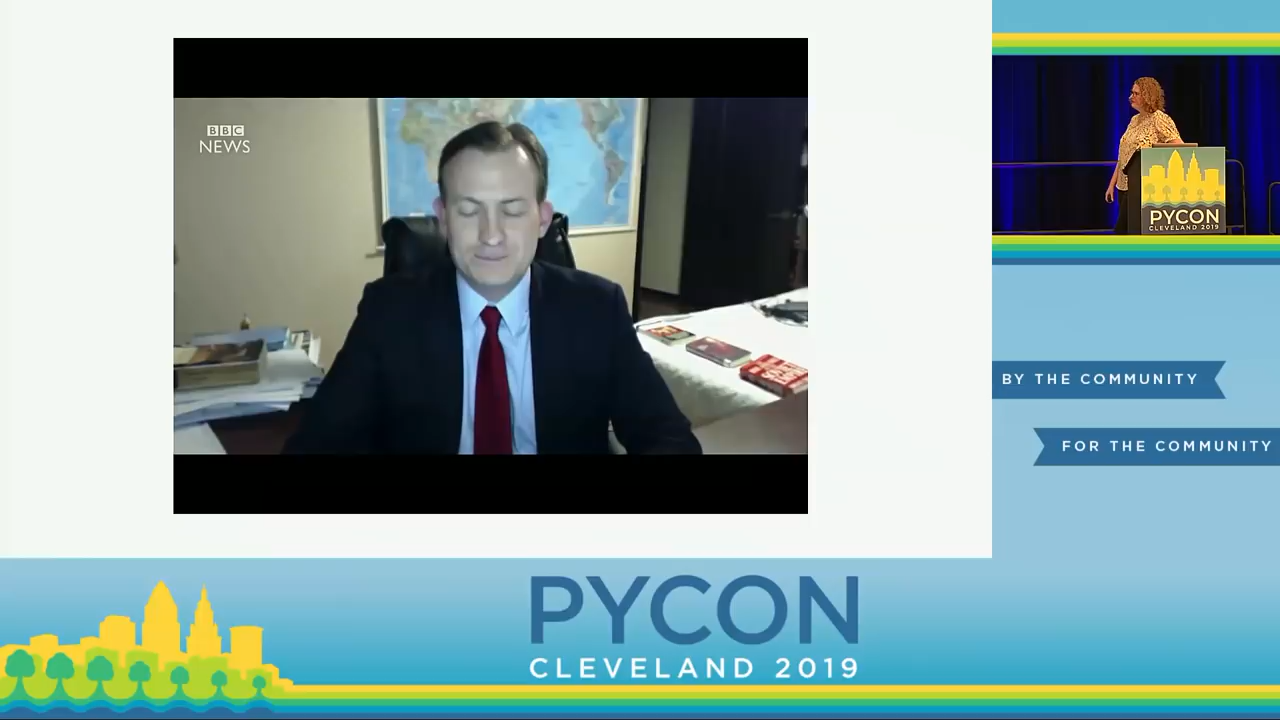 BBC
NEWS
PYCON
CLEVELAND 2019
BY THE COMMUNITY
FOR THE COMMUNITY
PYCON
CLEVELAND 2019